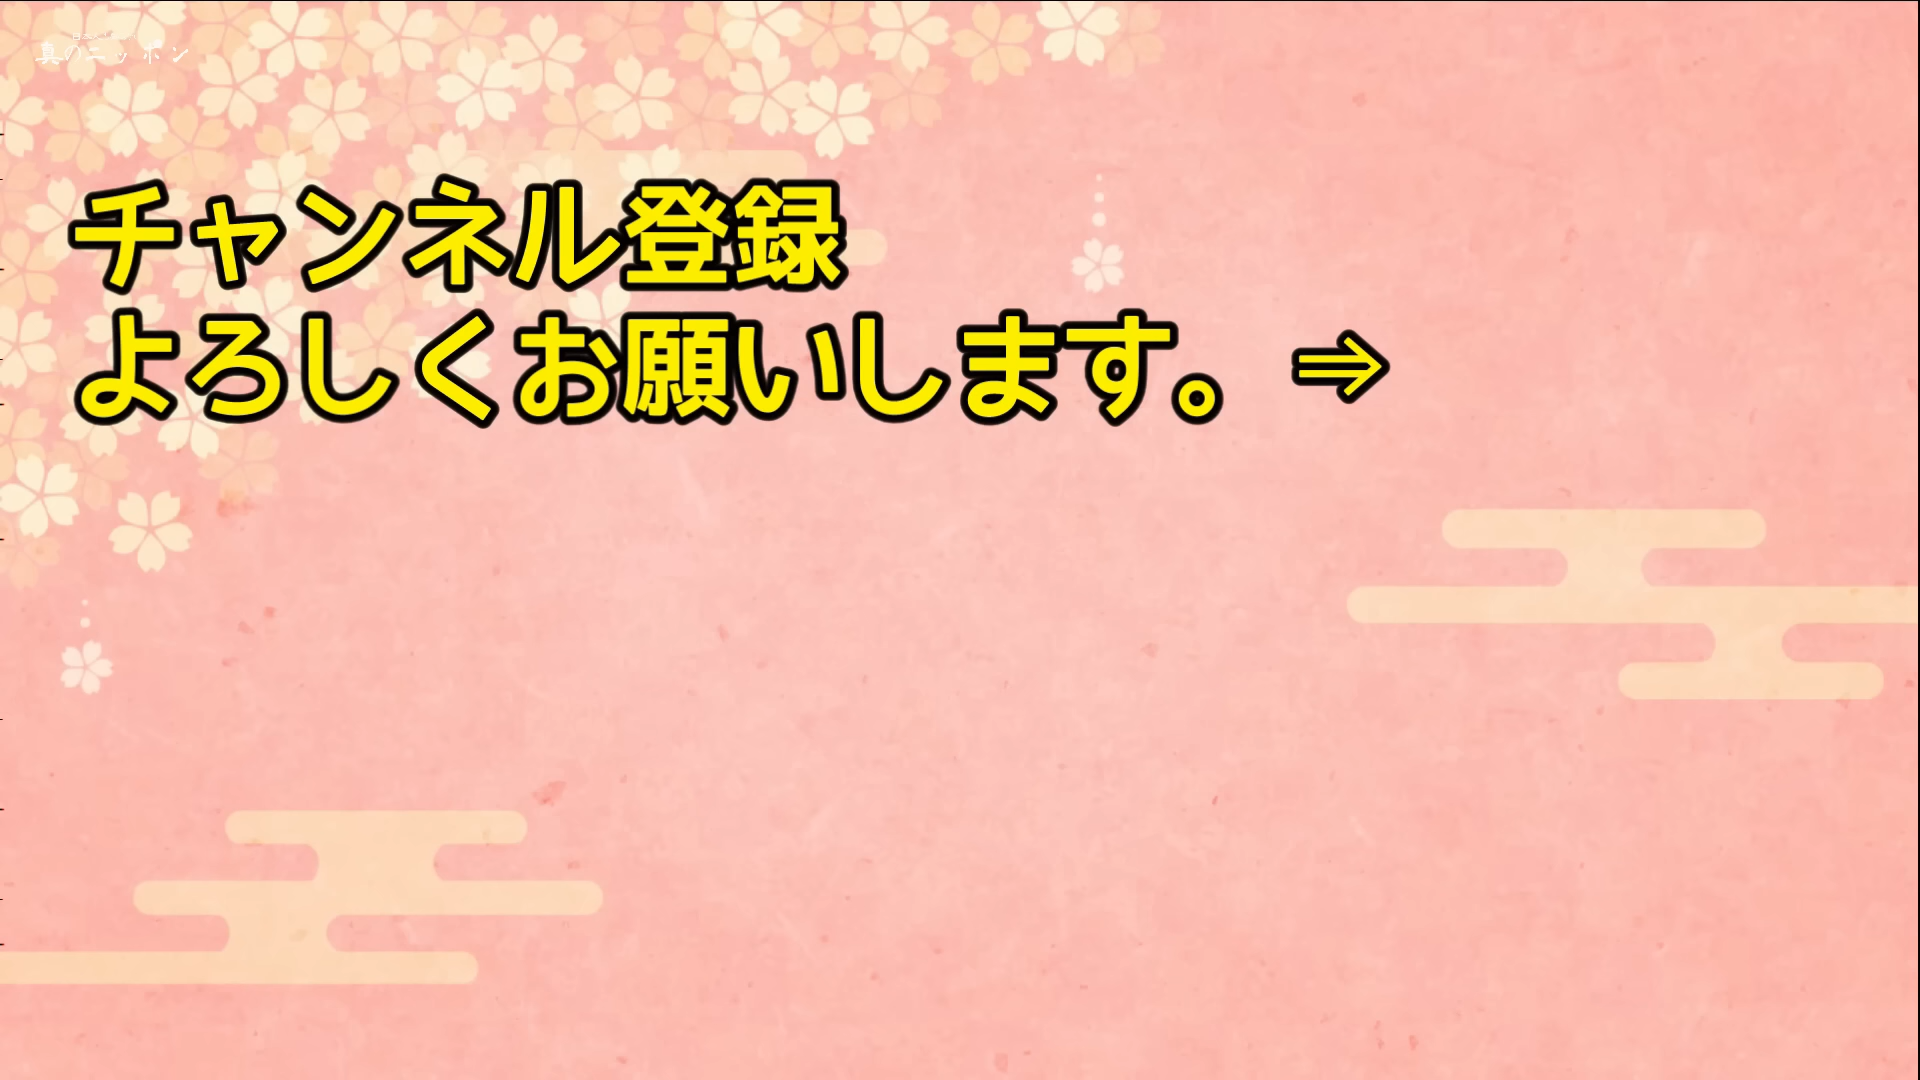 真のニッポン
チャンネル登録
よろしくお願いします。⇒